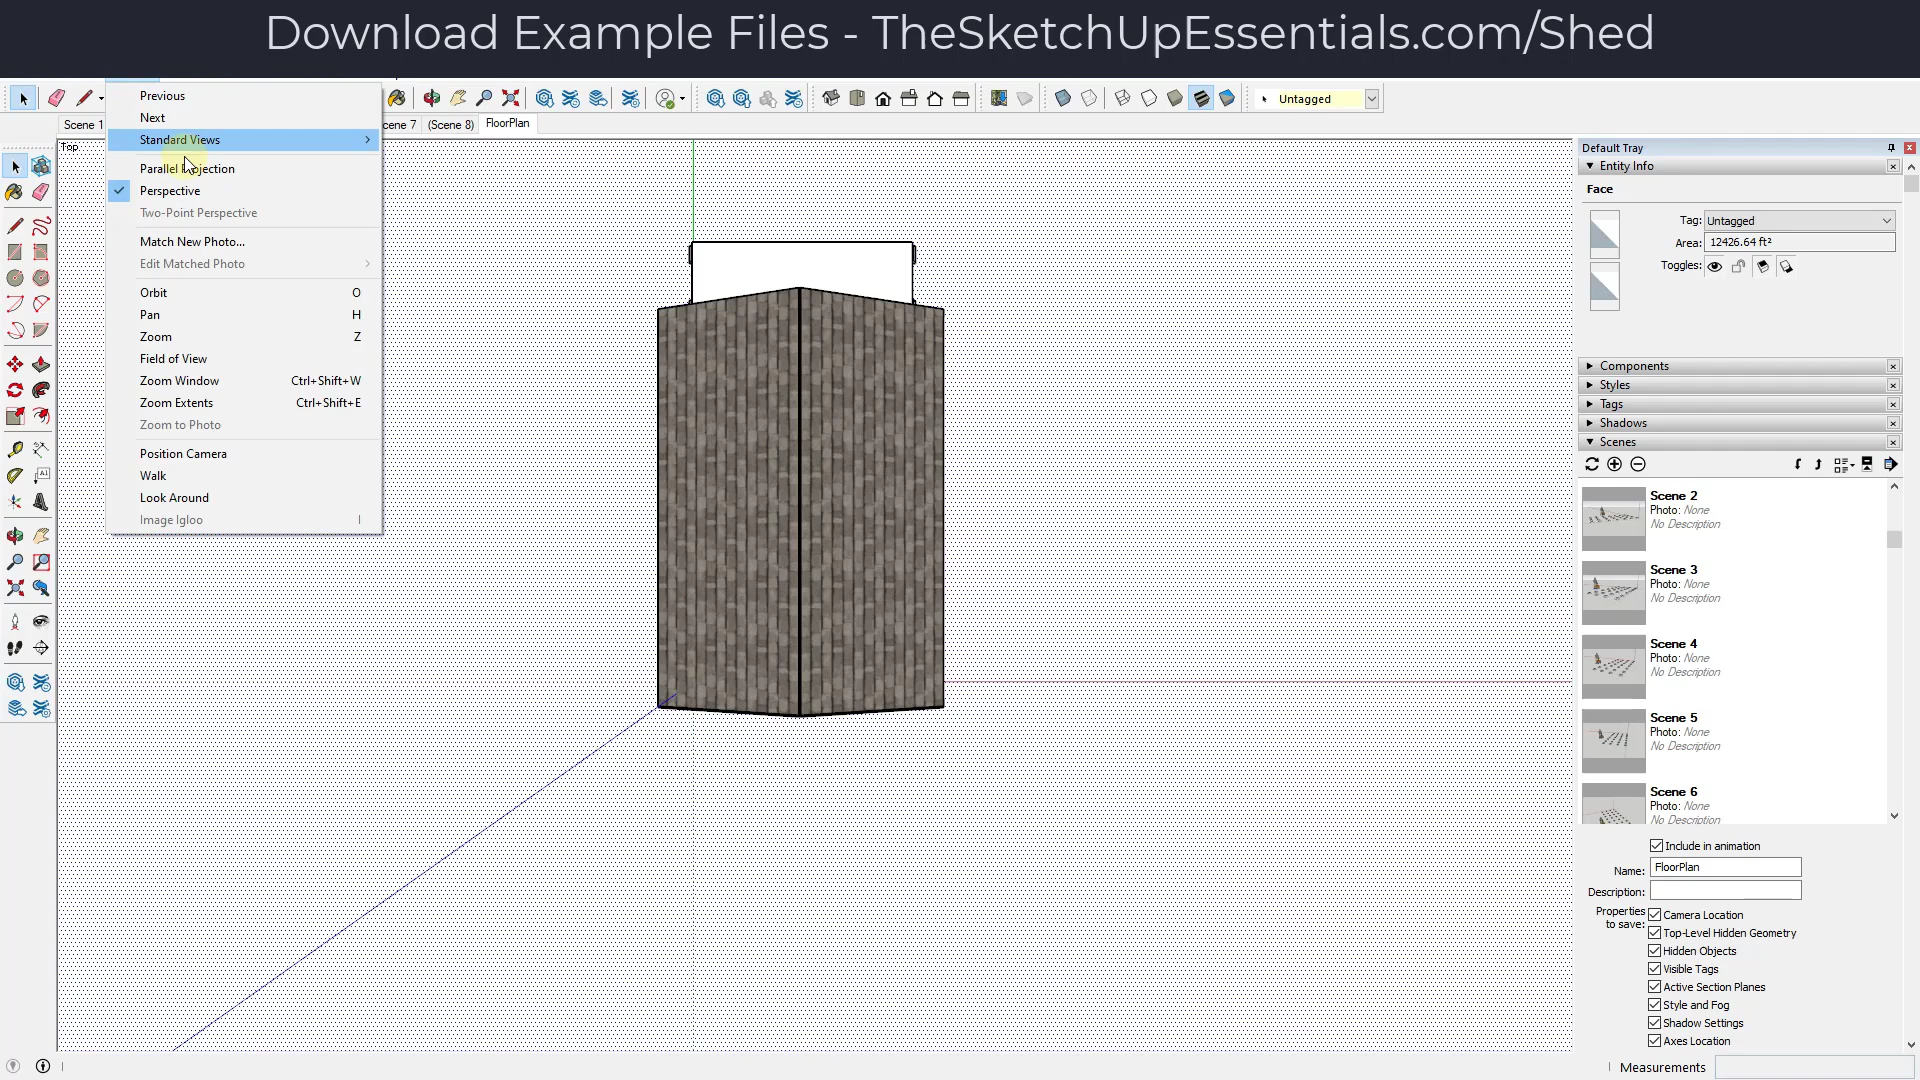 Download Example Files - TheSketchUpEssentials.com/Shed
Untagged
Scene 1
cene 7
(Scene 8)
FloorPlan
Top
Previous
Next
Standard Views
Parallel Projection
Perspective
Two-Point Perspective
Match New Photo...
Edit Matched Photo
Orbit O
Pan H
Zoom Z
Field of View
Zoom Window Ctrl+Shift+W
Zoom Extents Ctrl+Shift+E
Zoom to Photo
Position Camera
Walk
Look Around
Image Igloo I
Default Tray
Entity Info
Face
Tag: Untagged
Area: 12426.64 ft²
Toggles:
Components
Styles
Tags
Shadows
Scenes
Scene 2
Photo: None
No Description
Scene 3
Photo: None
No Description
Scene 4
Photo: None
No Description
Scene 5
Photo: None
No Description
Scene 6
Photo: None
No Description
Include in animation
Name: FloorPlan
Description:
Properties to save:
Camera Location
Top-Level Hidden Geometry
Hidden Objects
Visible Tags
Active Section Planes
Style and Fog
Shadow Settings
Axes Location
Measurements